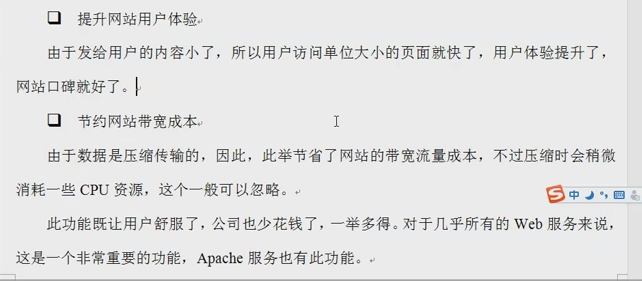 提升网站用户体验
由于发给用户的内容小了，所以用户访问单位大小的页面就快了，用户体验提升了，
网站口碑就好了。
节约网站带宽成本
由于数据是压缩传输的，因此，此举节省了网站的带宽流量成本，不过压缩时会稍微
消耗一些 CPU 资源，这个一般可以忽略。
此功能既让用户舒服了，公司也少花钱了，一举多得。对于几乎所有的 Web 服务来说，
这是一个非常重要的功能，Apache 服务也有此功能。
中